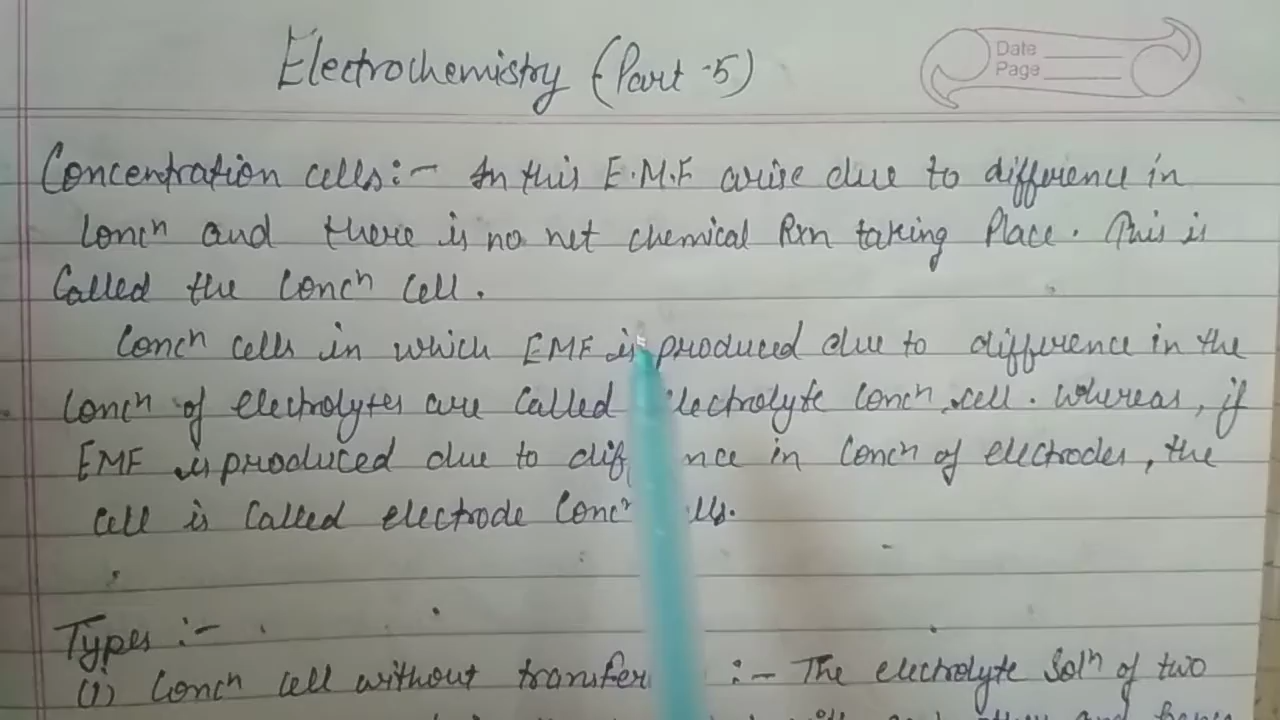 Electrochemistry (Part-5)
Date
Page
Concentration cells:- In this E.M.F arise due to difference in
Concn and there is no net chemical Rxn taking Place. This is
Called the Concn Cell.
Concn cells in which EMF is produced due to difference in the
Concn of electrolytes are Called electrolyte Concn cell. Whereas, if
EMF is produced due to diff nce in Concn of electrodes, the
cell is Called electrode Concn lls.
Types :-
(1) Concn cell without transfer :- The electrolyte Soln of two